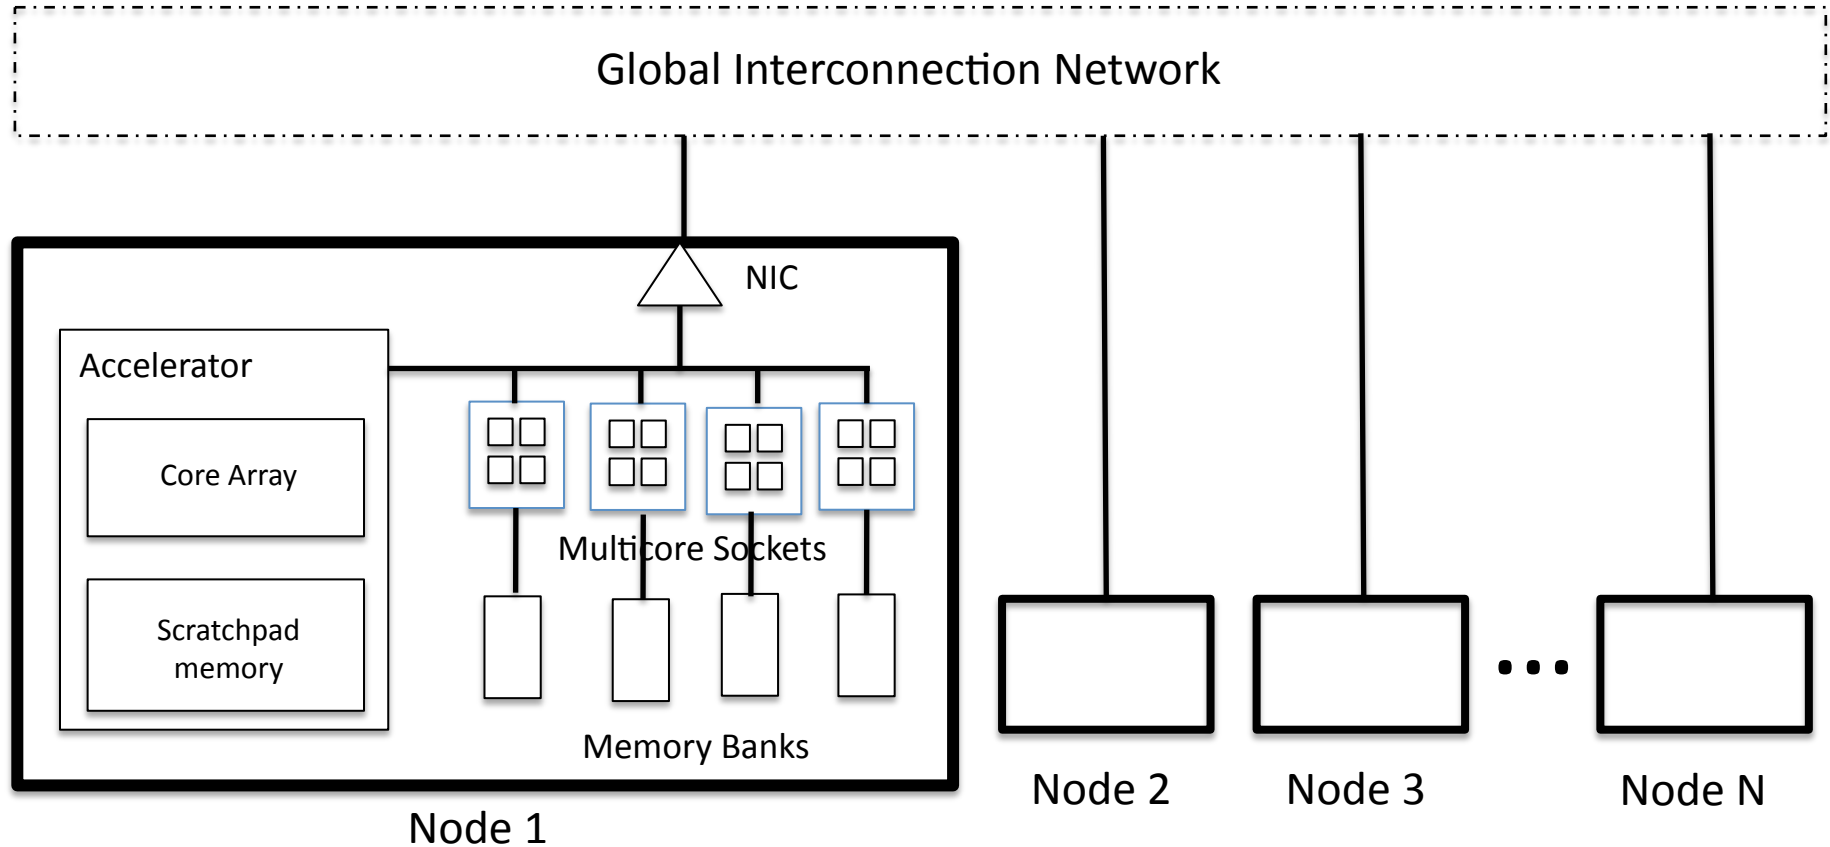 Global Interconnection Network
NIC
Accelerator
Core Array
Multicore Sockets
Scratchpad
memory
Memory Banks
Node 1
Node 2
Node 3
...
Node N